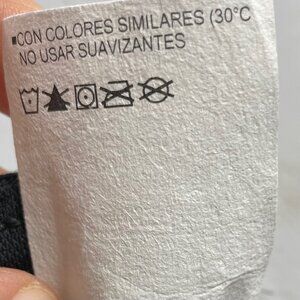 ■CON COLORES SIMILARES (30°C
NO USAR SUAVIZANTES